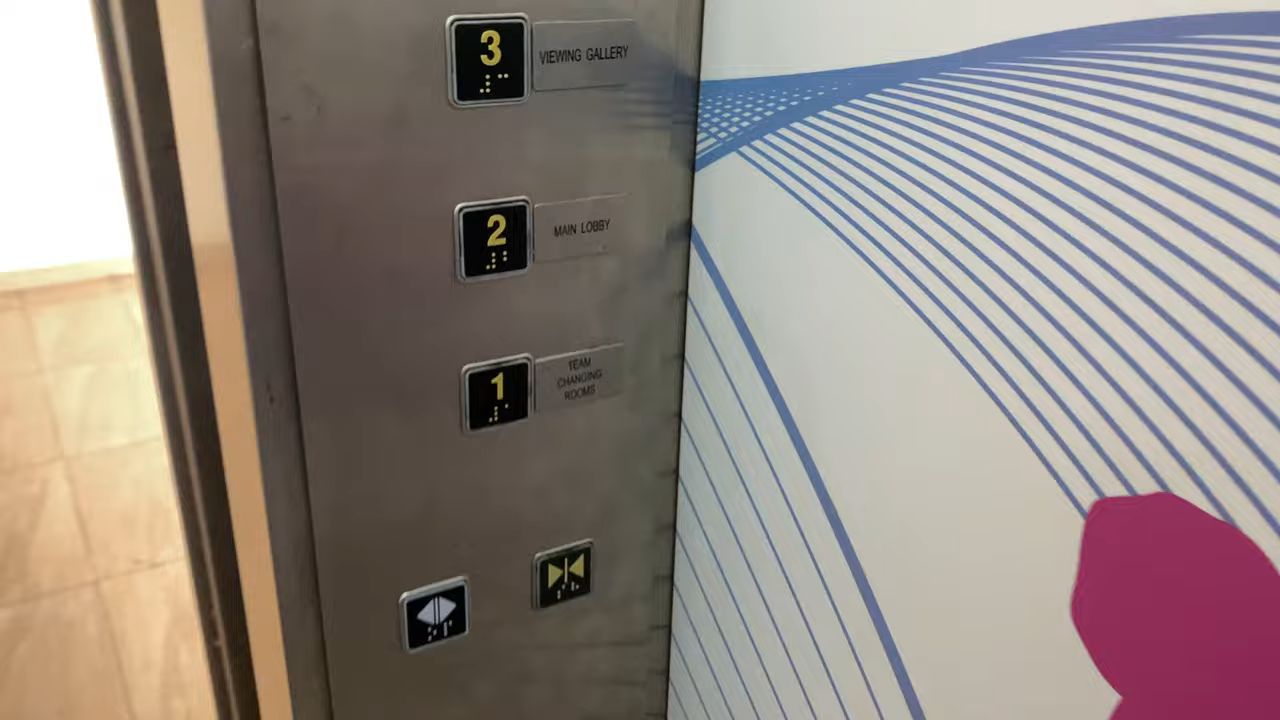 3
VIEWING GALLERY
2
MAIN LOBBY
1
TEAM
CHANGING
ROOMS